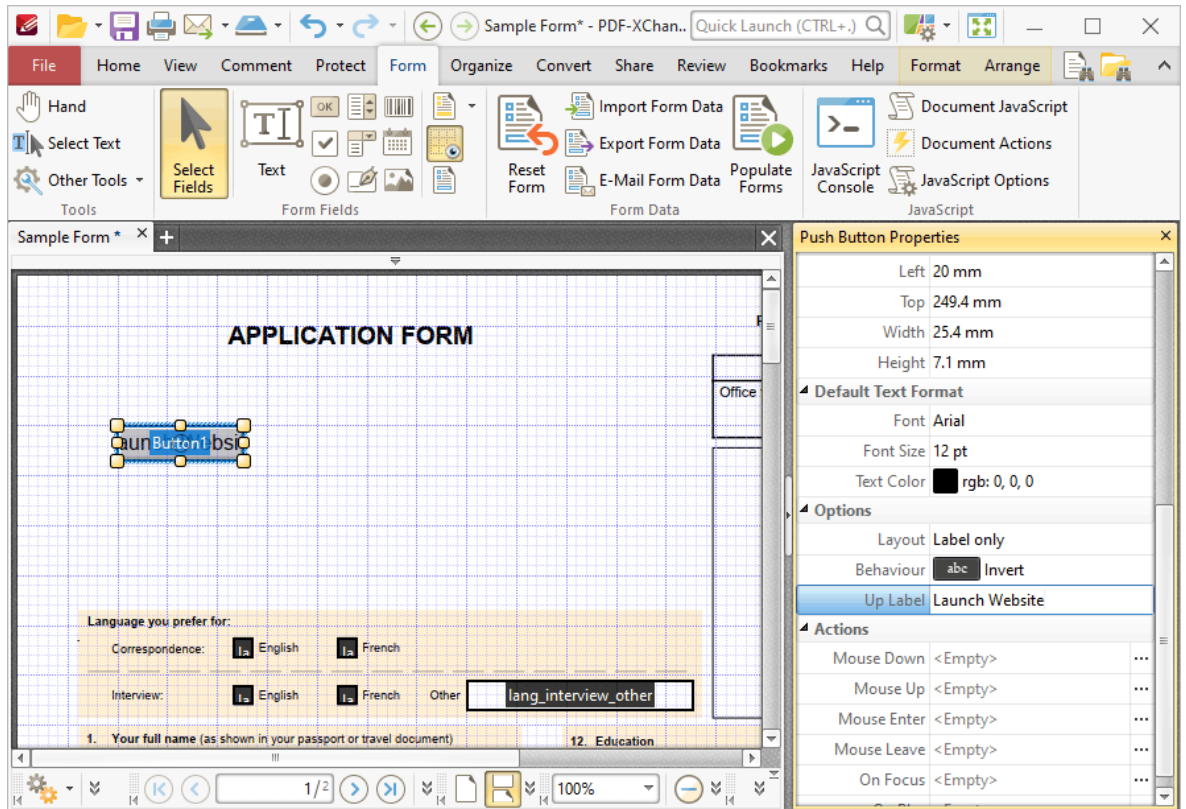 Sample Form* - PDF-XChan.. Quick Launch (CTRL+.)
File Home View Comment Protect Form Organize Convert Share Review Bookmarks Help Format Arrange
Hand
Select Text
Other Tools
Tools
Select Fields
Text
OK
Form Fields
Reset Form
Import Form Data
Export Form Data
E-Mail Form Data
Populate Forms
Form Data
JavaScript Console
Document JavaScript
Document Actions
JavaScript Options
JavaScript
Sample Form *
APPLICATION FORM
Office
Button1
Language you prefer for:
Correspondence: English French
Interview: English French Other lang_interview_other
1. Your full name (as shown in your passport or travel document)
12. Education
1/2
100%
Push Button Properties
Left 20 mm
Top 249.4 mm
Width 25.4 mm
Height 7.1 mm
Default Text Format
Font Arial
Font Size 12 pt
Text Color rgb: 0, 0, 0
Options
Layout Label only
Behaviour abc Invert
Up Label Launch Website
Actions
Mouse Down <Empty> ...
Mouse Up <Empty> ...
Mouse Enter <Empty> ...
Mouse Leave <Empty> ...
On Focus <Empty> ...